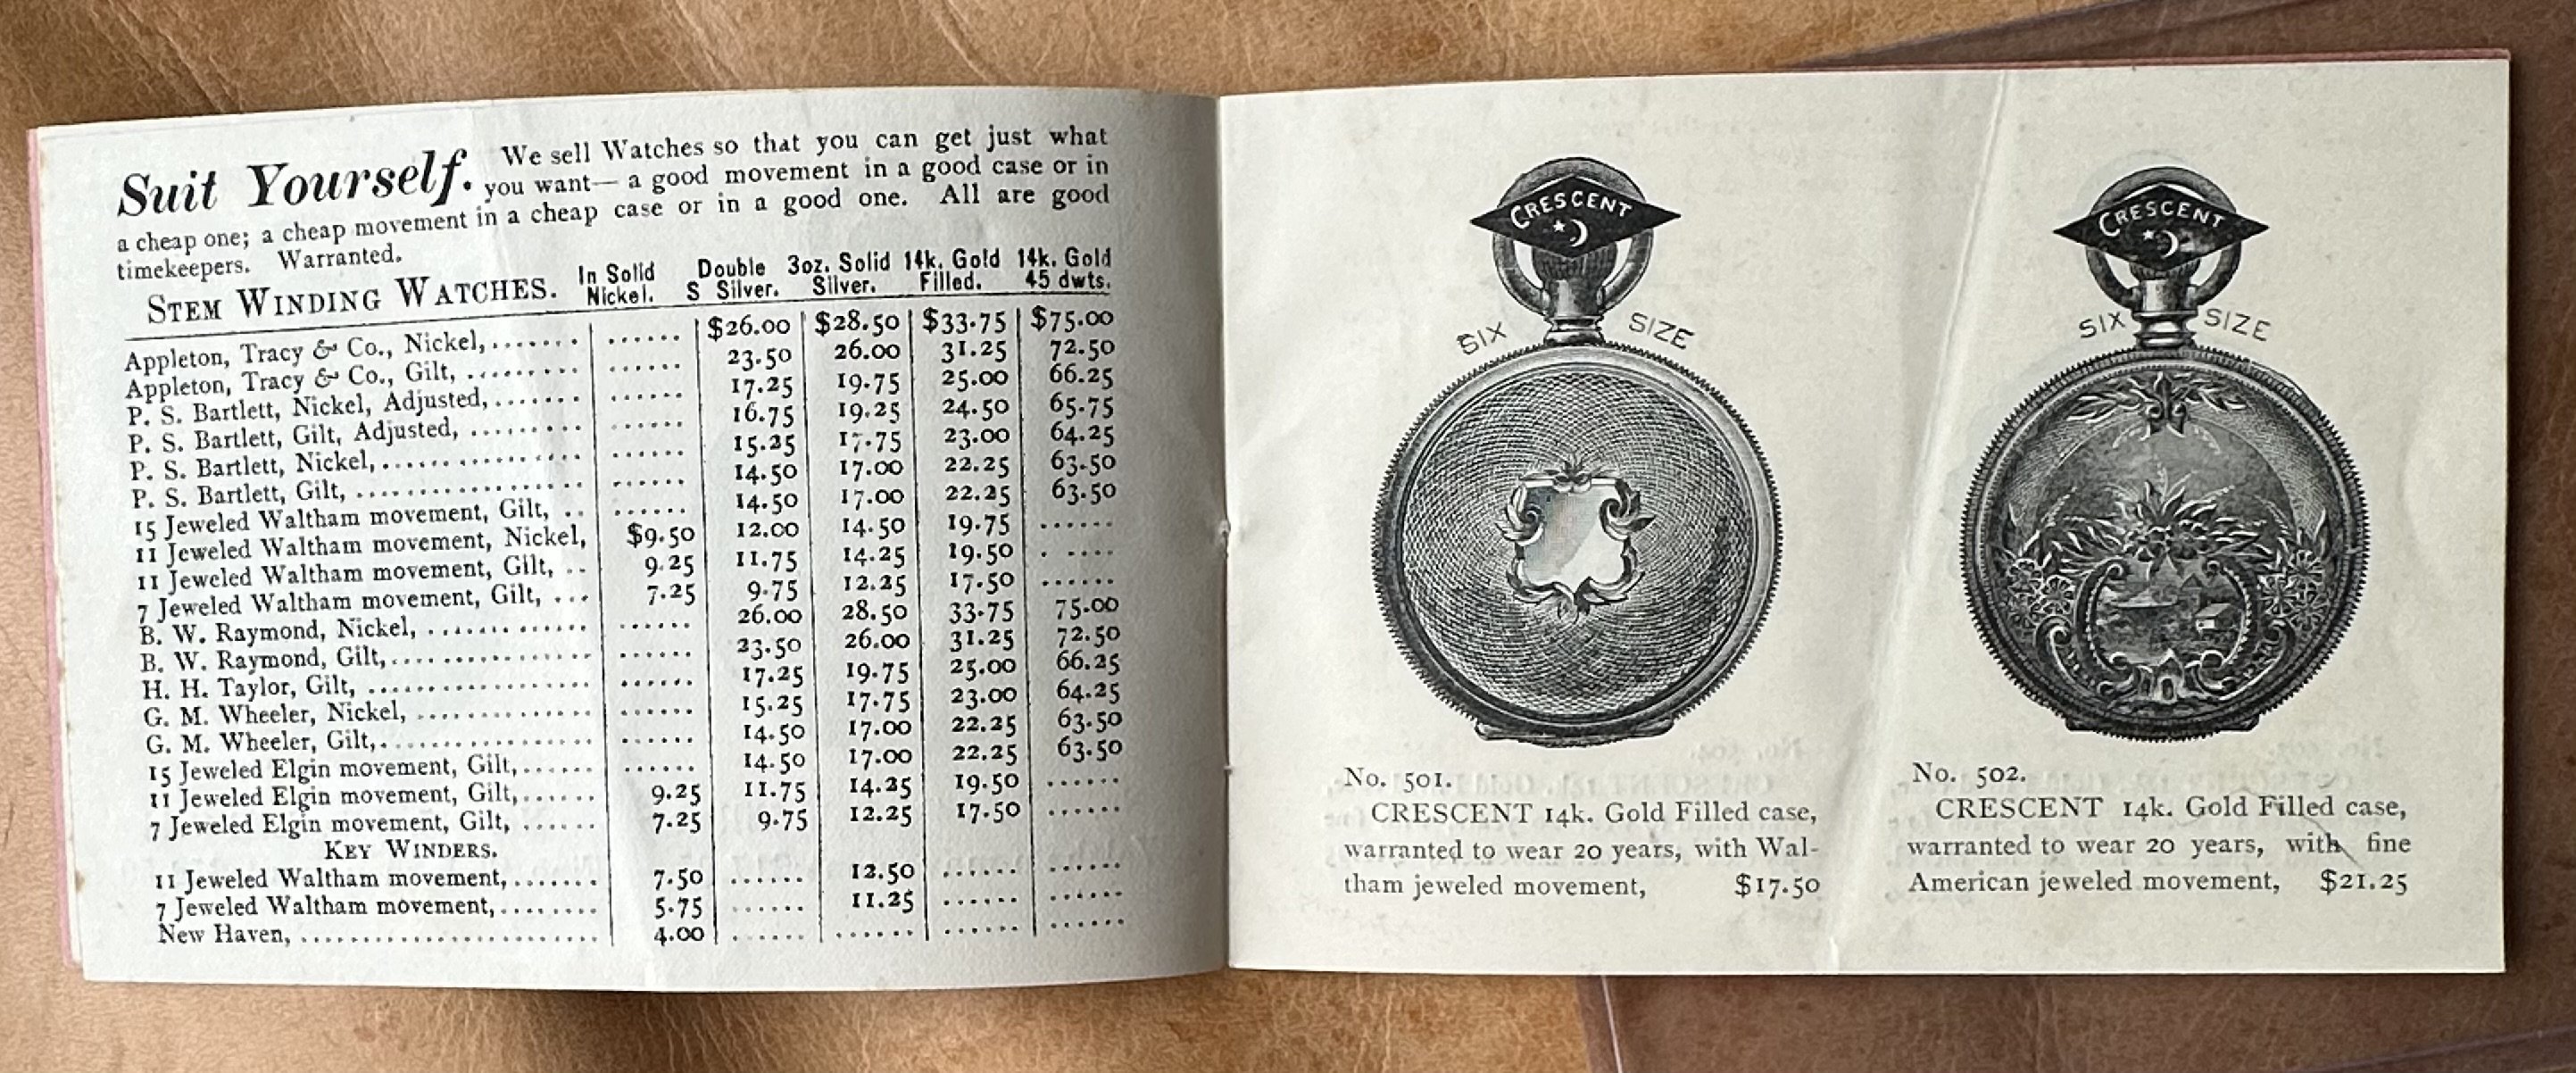 Suit Yourself. We sell Watches so that you can get just what
you want— a good movement in a good case or in
a cheap one; a cheap movement in a cheap case or in a good one. All are good
timekeepers. Warranted.
STEM WINDING WATCHES. In Solid Nickel. Double S Silver. 3oz. Solid Silver. 14k. Gold Filled. 14k. Gold 45 dwts.
Appleton, Tracy & Co., Nickel,....... ...... $26.00 $28.50 $33.75 $75.00
Appleton, Tracy & Co., Gilt, ......... ...... 23.50 26.00 31.25 72.50
P. S. Bartlett, Nickel, Adjusted,....... ...... 17.25 19.75 25.00 66.25
P. S. Bartlett, Gilt, Adjusted, ......... ...... 16.75 19.25 24.50 65.75
P. S. Bartlett, Nickel,................ ...... 15.25 17.75 23.00 64.25
P. S. Bartlett, Gilt, .................. ...... 14.50 17.00 22.25 63.50
15 Jeweled Waltham movement, Gilt, .. ...... 14.50 17.00 22.25 63.50
11 Jeweled Waltham movement, Nickel, $9.50 12.00 14.50 19.75 ......
11 Jeweled Waltham movement, Gilt, .. 9.25 11.75 14.25 19.50 . ....
7 Jeweled Waltham movement, Gilt, ... 7.25 9.75 12.25 17.50 ......
B. W. Raymond, Nickel, ............. ...... 26.00 28.50 33.75 75.00
B. W. Raymond, Gilt,................ ...... 23.50 26.00 31.25 72.50
H. H. Taylor, Gilt, .................. ...... 17.25 19.75 25.00 66.25
G. M. Wheeler, Nickel, .............. ...... 15.25 17.75 23.00 64.25
G. M. Wheeler, Gilt,................. ...... 14.50 17.00 22.25 63.50
15 Jeweled Elgin movement, Gilt,...... ...... 14.50 17.00 22.25 63.50
11 Jeweled Elgin movement, Gilt,...... 9.25 11.75 14.25 19.50 ......
7 Jeweled Elgin movement, Gilt, ...... 7.25 9.75 12.25 17.50 ......
KEY WINDERS.
11 Jeweled Waltham movement,....... 7.50 ...... 12.50 ...... ......
7 Jeweled Waltham movement,........ 5.75 ...... 11.25 ...... ......
New Haven, ........................ 4.00 ...... ...... ...... ......
CRESCENT
SIX SIZE
No. 501.
CRESCENT 14k. Gold Filled case,
warranted to wear 20 years, with Wal-
tham jeweled movement, $17.50
CRESCENT
SIX SIZE
No. 502.
CRESCENT 14k. Gold Filled case,
warranted to wear 20 years, with fine
American jeweled movement, $21.25